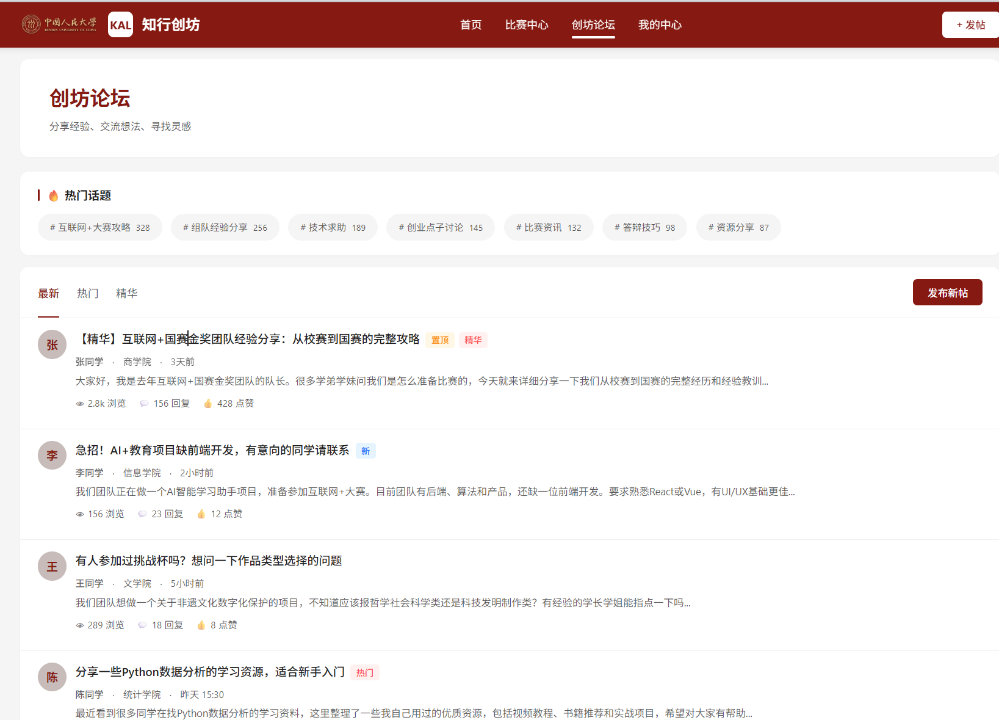 中国人民大学 RENMIN UNIVERSITY OF CHINA KAL 知行创坊 首页 比赛中心 创坊论坛 我的中心 + 发帖
创坊论坛
分享经验、交流想法、寻找灵感
热门话题
# 互联网+大赛攻略 328 # 组队经验分享 256 # 技术求助 189 # 创业点子讨论 145 # 比赛资讯 132 # 答辩技巧 98 # 资源分享 87
最新 热门 精华 发布新帖
张 【精华】互联网+国赛金奖团队经验分享：从校赛到国赛的完整攻略 置顶 精华
张同学 · 商学院 · 3天前
大家好，我是去年互联网+国赛金奖团队的队长。很多学弟学妹问我们是怎么准备比赛的，今天就来详细分享一下我们从校赛到国赛的完整经历和经验教训...
2.8k 浏览 156 回复 428 点赞
李 急招！AI+教育项目缺前端开发，有意向的同学请联系 新
李同学 · 信息学院 · 2小时前
我们团队正在做一个AI智能学习助手项目，准备参加互联网+大赛。目前团队有后端、算法和产品，还缺一位前端开发。要求熟悉React或Vue，有UI/UX基础更佳...
156 浏览 23 回复 12 点赞
王 有人参加过挑战杯吗？想问一下作品类型选择的问题
王同学 · 文学院 · 5小时前
我们团队想做一个关于非遗文化数字化保护的项目，不知道应该报哲学社会科学类还是科技发明制作类？有经验的学长学姐能指点一下吗...
289 浏览 18 回复 8 点赞
陈 分享一些Python数据分析的学习资源，适合新手入门 热门
陈同学 · 统计学院 · 昨天 15:30
最近看到很多同学在找Python数据分析的学习资料，这里整理了一些我自己用过的优质资源，包括视频教程、书籍推荐和实战项目，希望对大家有帮助...